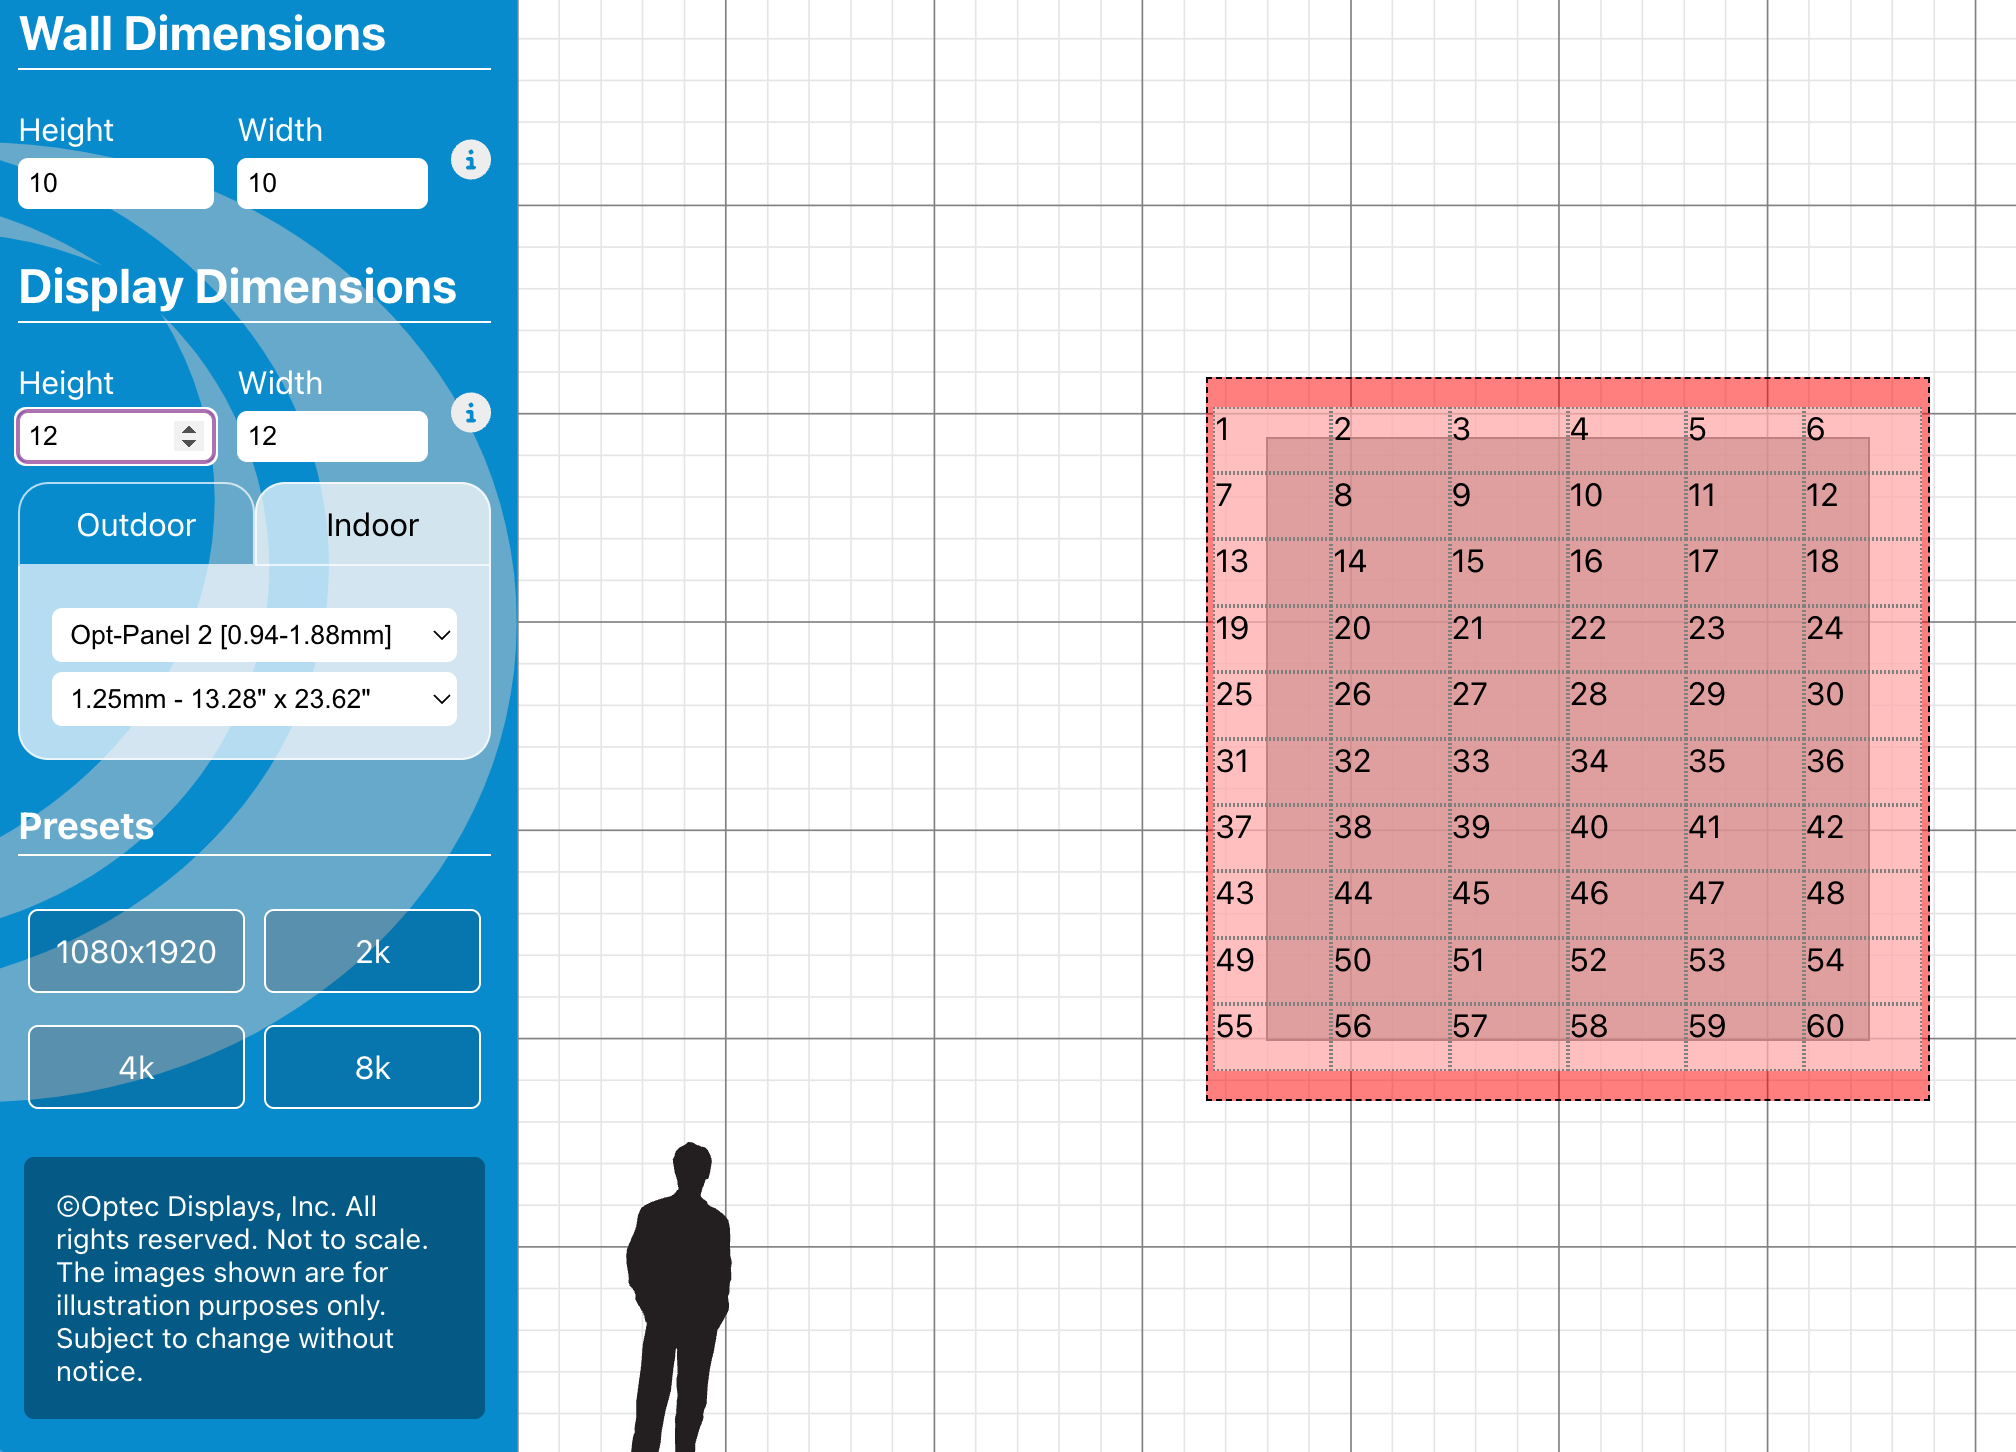 Wall Dimensions
Height Width
10 10
Display Dimensions
Height Width
12 12
Outdoor Indoor
Opt-Panel 2 [0.94-1.88mm]
1.25mm - 13.28" x 23.62"
Presets
1080x1920 2k
4k 8k
©Optec Displays, Inc. All
rights reserved. Not to scale.
The images shown are for
illustration purposes only.
Subject to change without
notice.
1 2 3 4 5 6
7 8 9 10 11 12
13 14 15 16 17 18
19 20 21 22 23 24
25 26 27 28 29 30
31 32 33 34 35 36
37 38 39 40 41 42
43 44 45 46 47 48
49 50 51 52 53 54
55 56 57 58 59 60